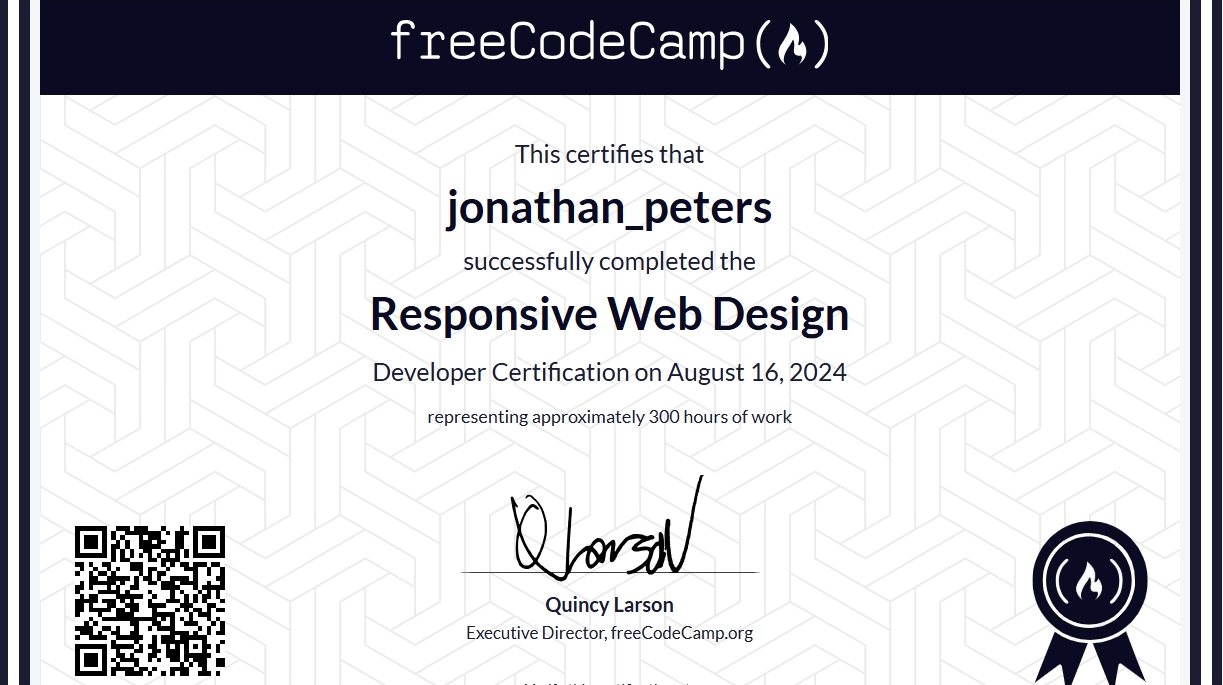 freeCodeCamp
This certifies that
jonathan_peters
successfully completed the
Responsive Web Design
Developer Certification on August 16, 2024
representing approximately 300 hours of work
Quincy Larson
Executive Director, freeCodeCamp.org